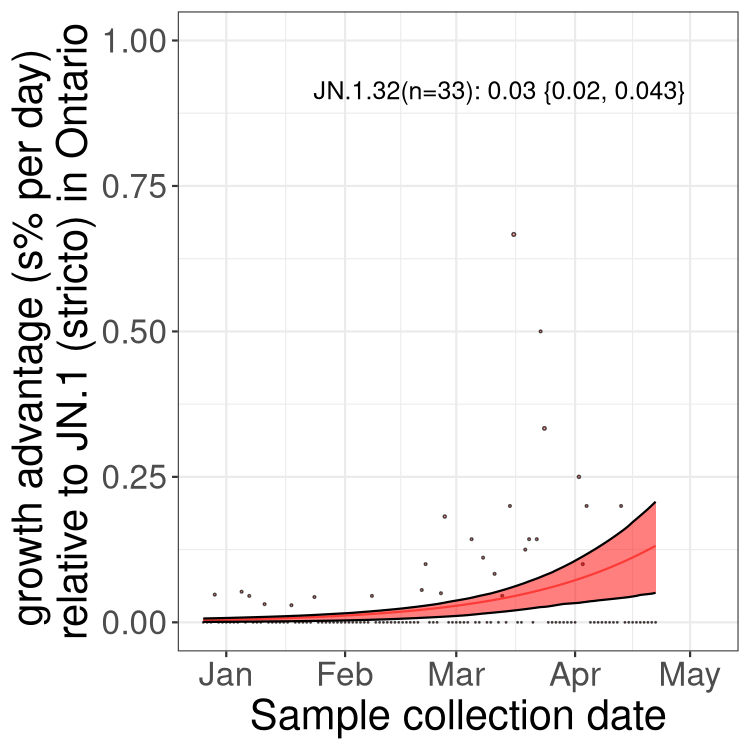 growth advantage (s% per day)
relative to JN.1 (stricto) in Ontario
1.00
0.75
0.50
0.25
0.00
JN.1.32(n=33): 0.03 {0.02, 0.043}
Jan Feb Mar Apr May
Sample collection date